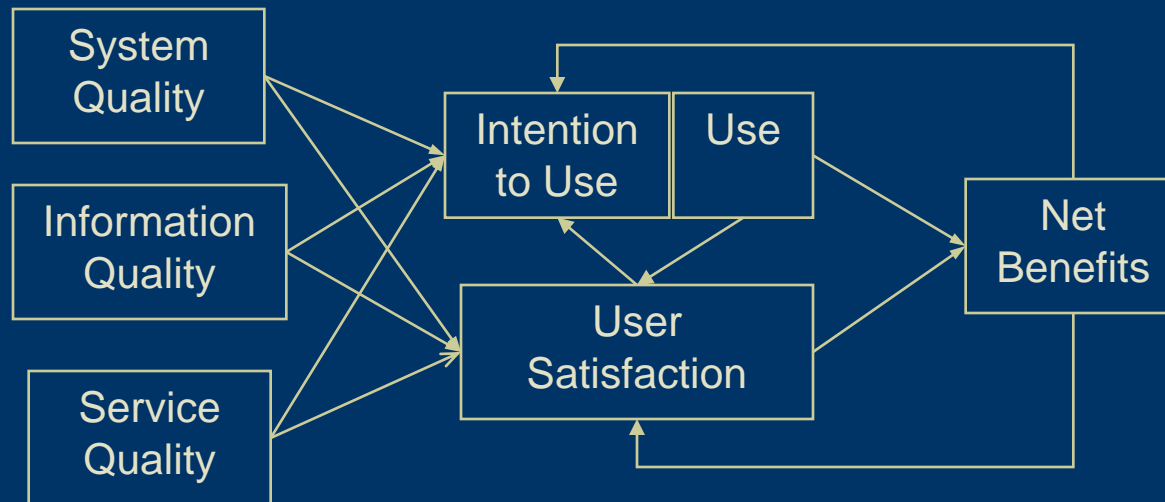 System
Quality
Information
Quality
Service
Quality
Intention
to Use
Use
User
Satisfaction
Net
Benefits